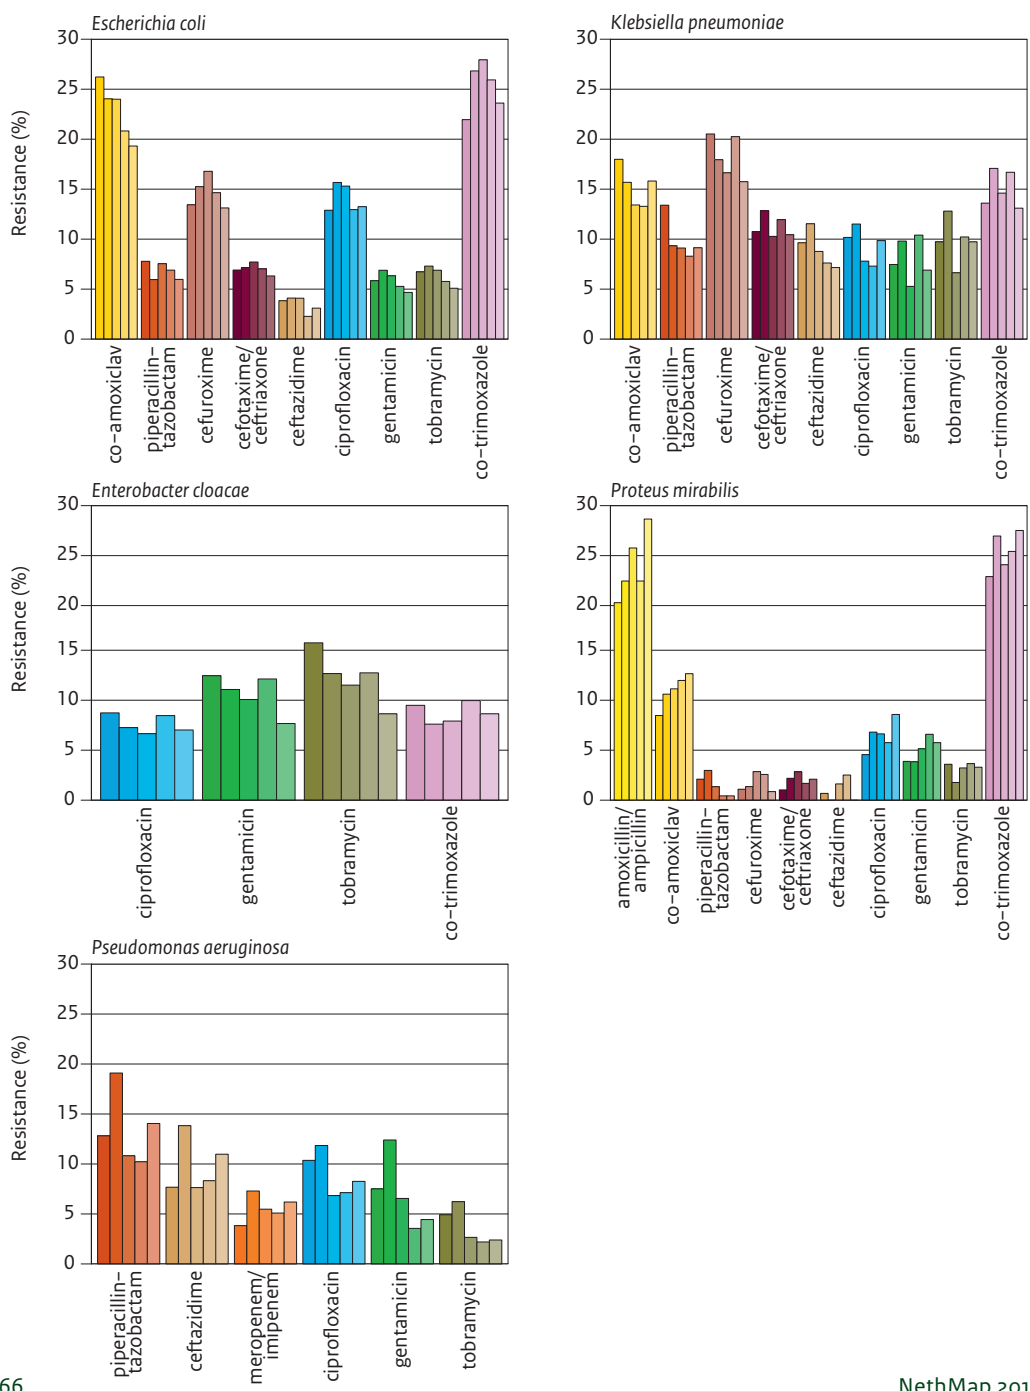 Escherichia coli
30
25
20
15
10
5
0
Resistance (%)
co-amoxiclav
piperacillin-
tazobactam
cefuroxime
cefotaxime/
ceftriaxone
ceftazidime
ciprofloxacin
gentamicin
tobramycin
co-trimoxazole
Klebsiella pneumoniae
30
25
20
15
10
5
0
co-amoxiclav
piperacillin-
tazobactam
cefuroxime
cefotaxime/
ceftriaxone
ceftazidime
ciprofloxacin
gentamicin
tobramycin
co-trimoxazole
Enterobacter cloacae
30
25
20
15
10
5
0
Resistance (%)
ciprofloxacin
gentamicin
tobramycin
co-trimoxazole
Proteus mirabilis
30
25
20
15
10
5
0
amoxicillin/
ampicillin
co-amoxiclav
piperacillin-
tazobactam
cefuroxime
cefotaxime/
ceftriaxone
ceftazidime
ciprofloxacin
gentamicin
tobramycin
co-trimoxazole
Pseudomonas aeruginosa
30
25
20
15
10
5
0
Resistance (%)
piperacillin-
tazobactam
ceftazidime
meropenem/
imipenem
ciprofloxacin
gentamicin
tobramycin
66
NethMap 201